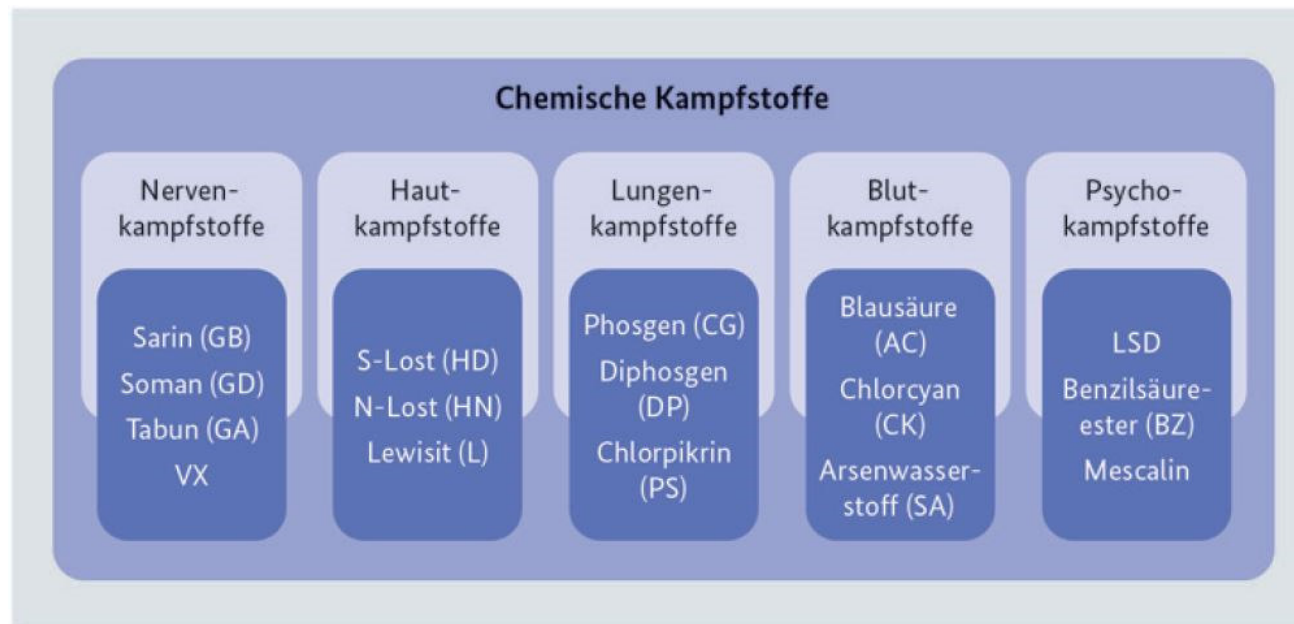 Chemische Kampfstoffe
Nerven-
kampfstoffe
Sarin (GB)
Soman (GD)
Tabun (GA)
VX
Haut-
kampfstoffe
S-Lost (HD)
N-Lost (HN)
Lewisit (L)
Lungen-
kampfstoffe
Phosgen (CG)
Diphosgen
(DP)
Chlorpikrin
(PS)
Blut-
kampfstoffe
Blausäure
(AC)
Chlorcyan
(CK)
Arsenwasser-
stoff (SA)
Psycho-
kampfstoffe
LSD
Benzilsäure-
ester (BZ)
Mescalin